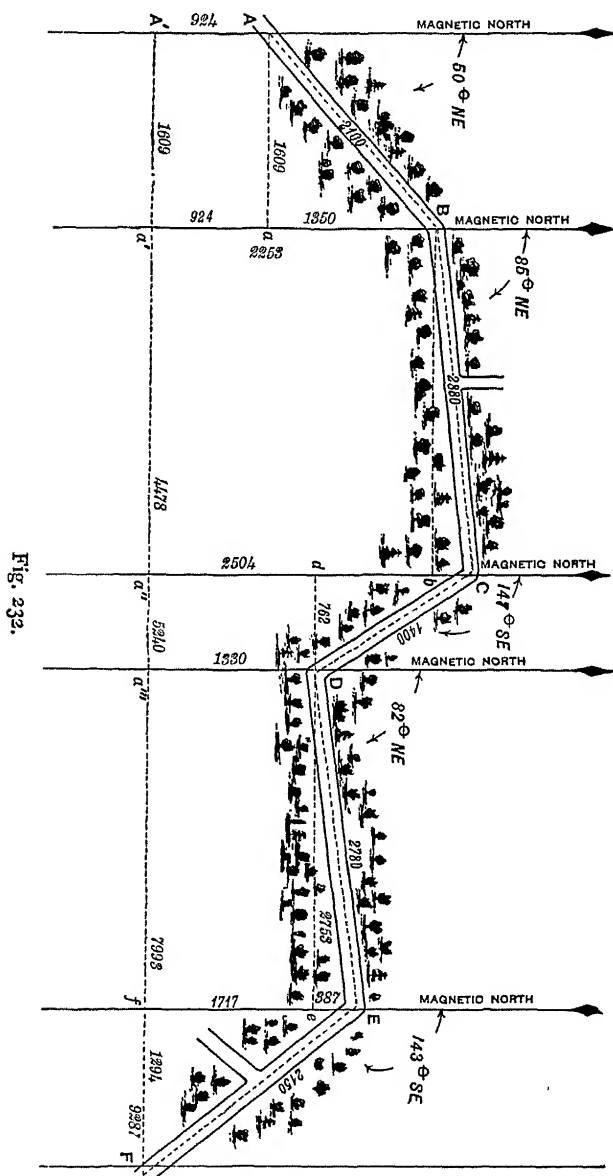 A'
924
A
MAGNETIC NORTH
50 Φ NE
1609
1609
2100
B
MAGNETIC NORTH
a'
924
a
1350
2253
85 Φ NE
2880
4478
b
C
MAGNETIC NORTH
147 Φ SE
a''
2504
d
5240
762
1400
a'''
1330
D
MAGNETIC NORTH
82 Φ NE
2780
2753
7993
f
1717
e
387
E
MAGNETIC NORTH
143 Φ SE
1294
2150
9287
F
Fig. 232.